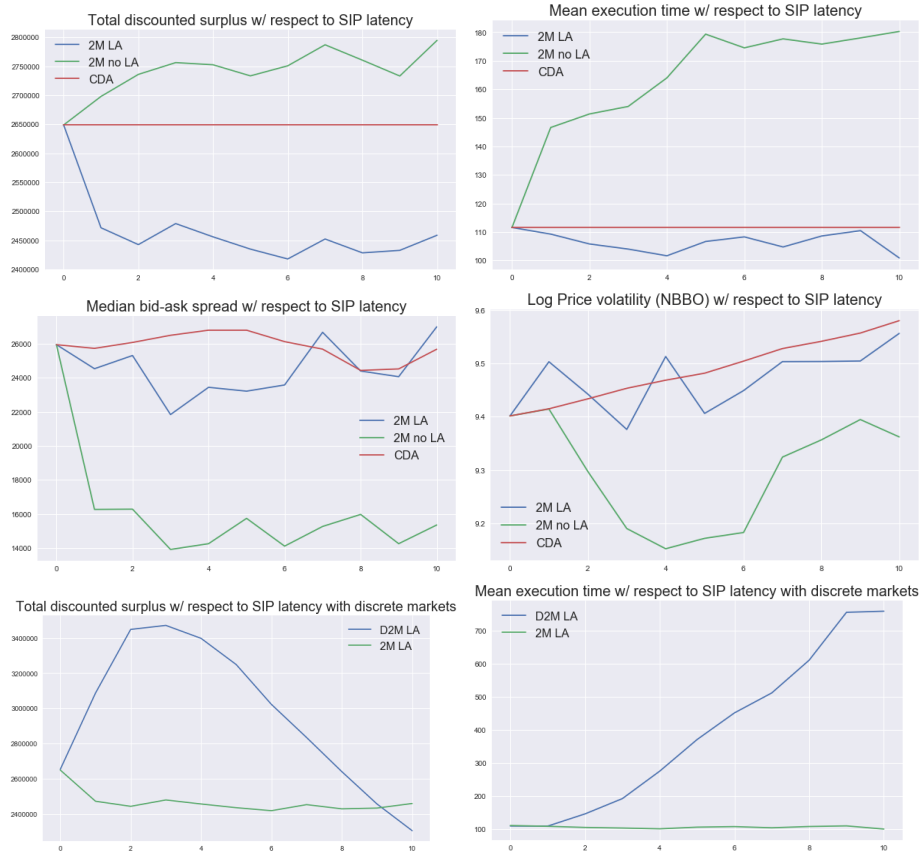 Total discounted surplus w/ respect to SIP latency
2800000
2750000
2700000
2650000
2600000
2550000
2500000
2450000
2400000
0 2 4 6 8 10
2M LA
2M no LA
CDA
Mean execution time w/ respect to SIP latency
180
170
160
150
140
130
120
110
100
0 2 4 6 8 10
2M LA
2M no LA
CDA
Median bid-ask spread w/ respect to SIP latency
26000
24000
22000
20000
18000
16000
14000
0 2 4 6 8 10
2M LA
2M no LA
CDA
Log Price volatility (NBBO) w/ respect to SIP latency
9.6
9.5
9.4
9.3
9.2
0 2 4 6 8 10
2M LA
2M no LA
CDA
Total discounted surplus w/ respect to SIP latency with discrete markets
3400000
3200000
3000000
2800000
2600000
2400000
0 2 4 6 8 10
D2M LA
2M LA
Mean execution time w/ respect to SIP latency with discrete markets
700
600
500
400
300
200
100
0 2 4 6 8 10
D2M LA
2M LA